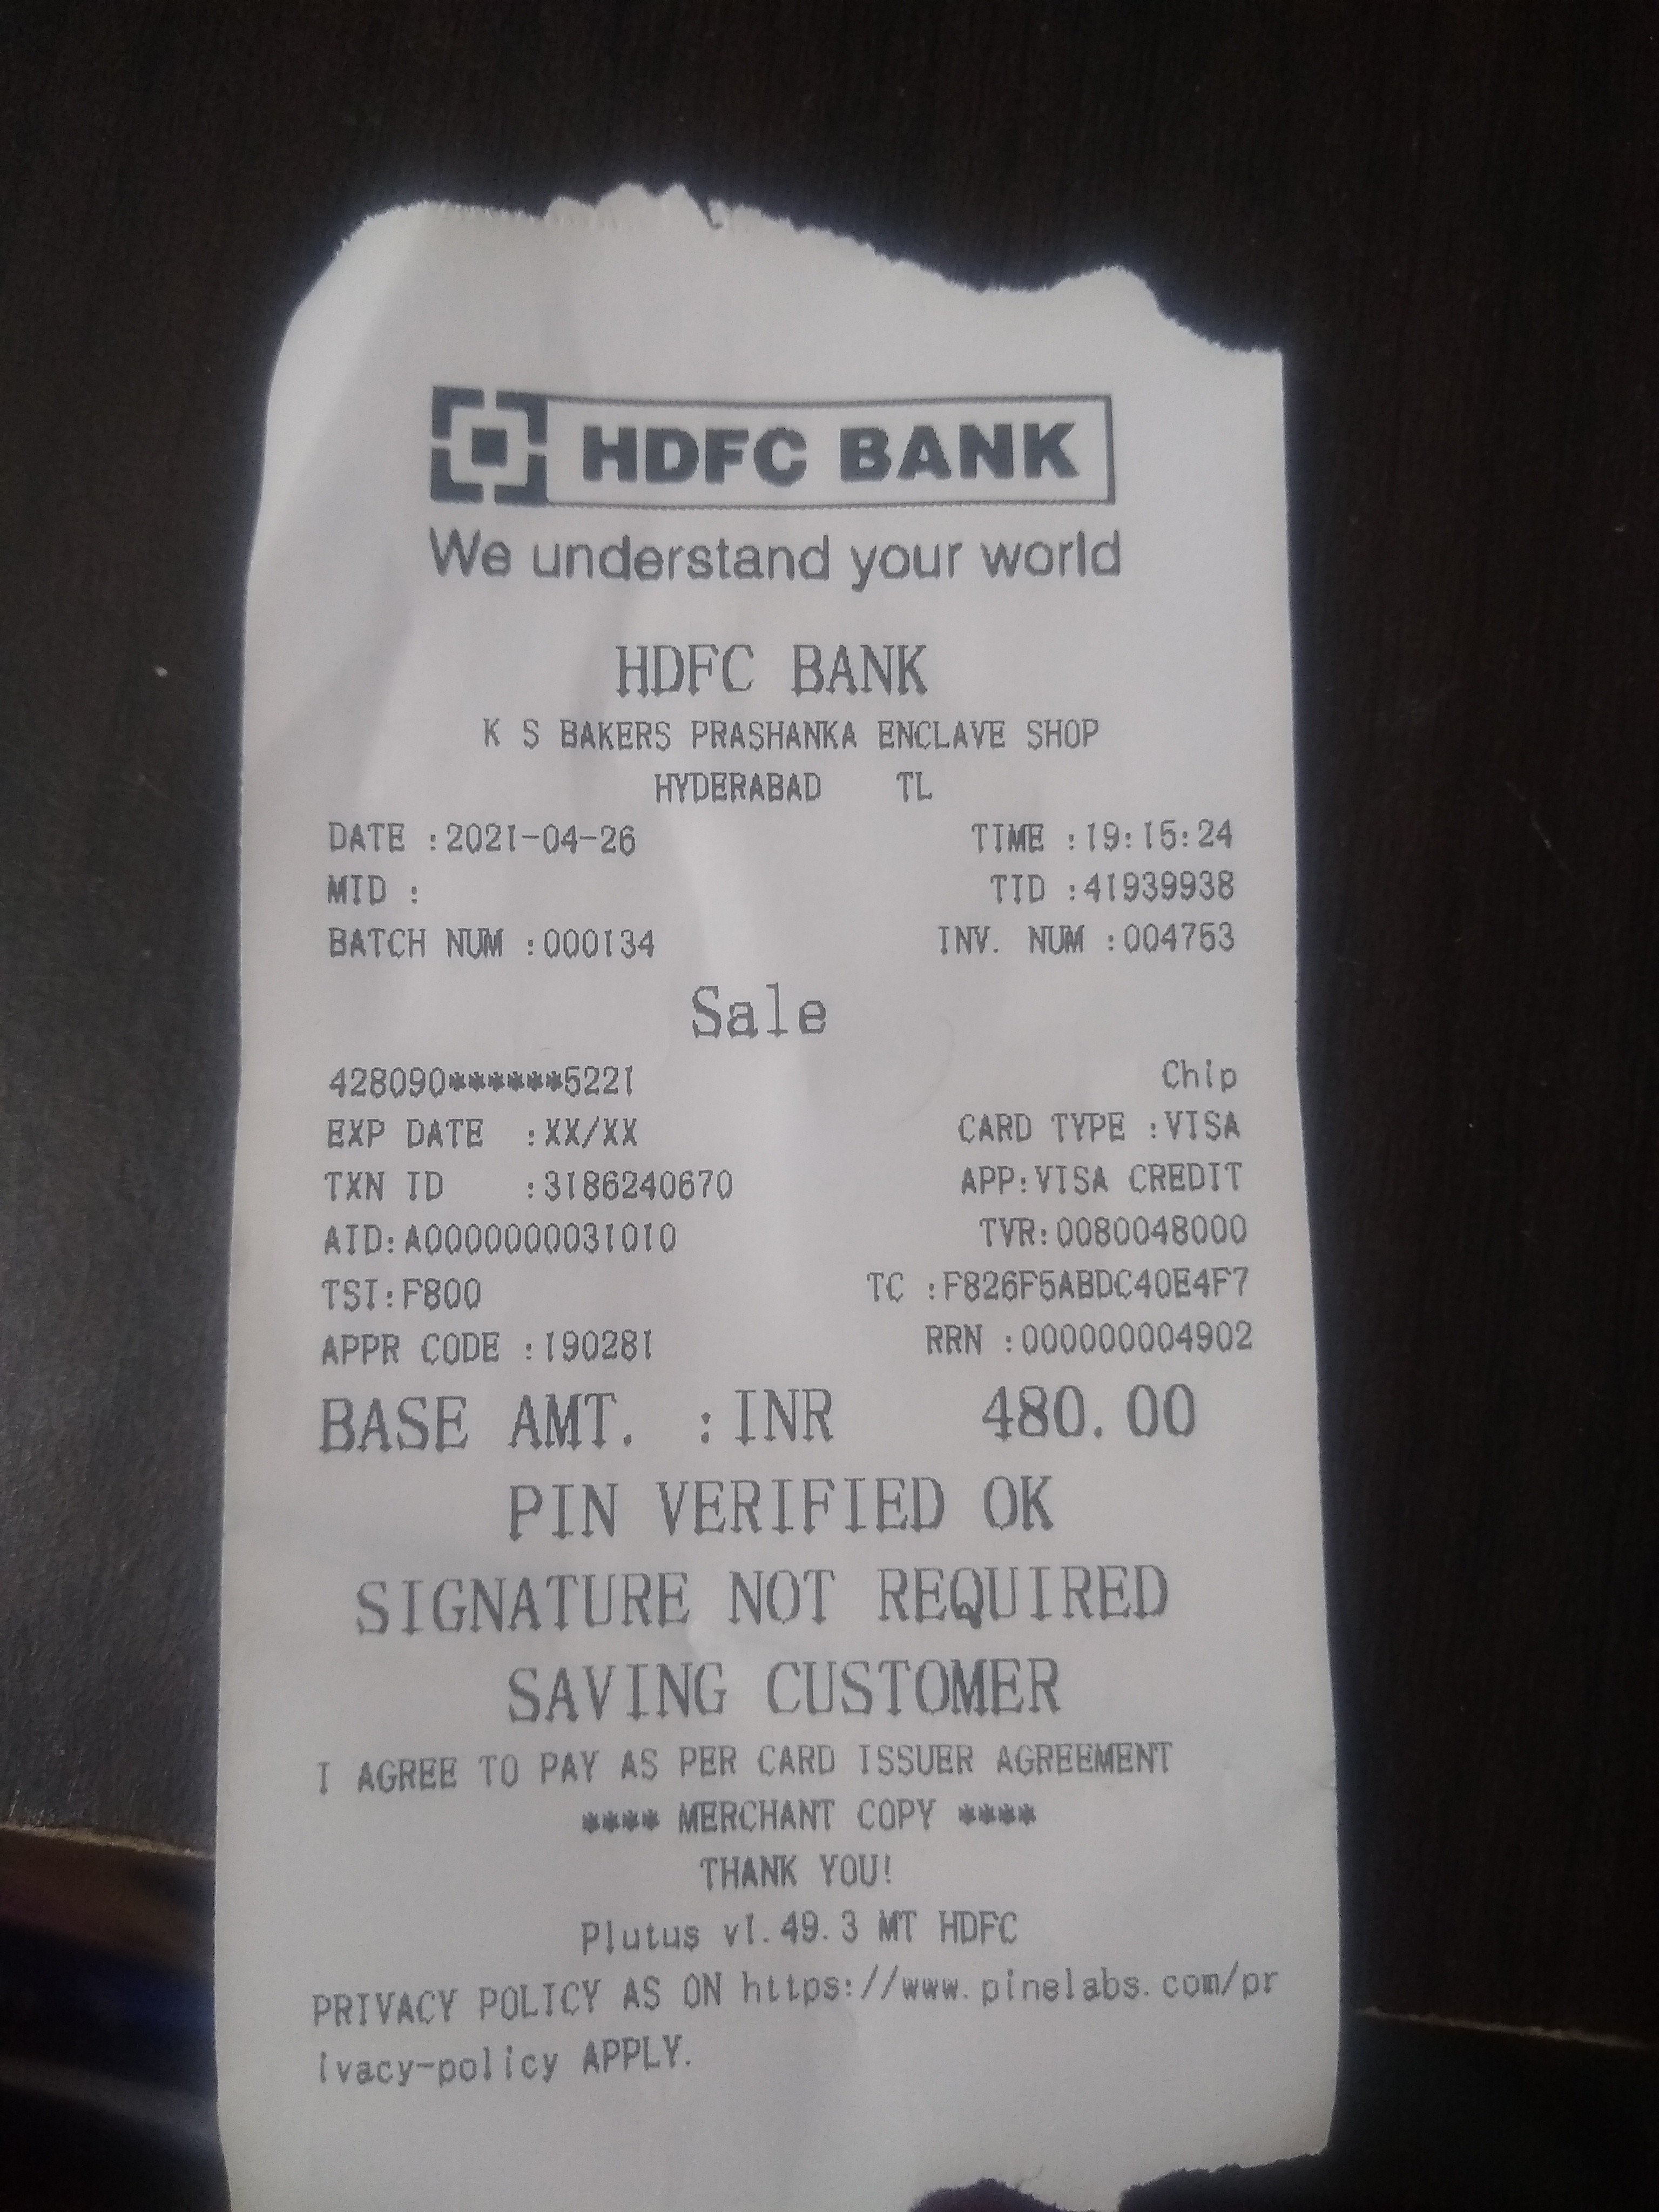 HDFC BANK
We understand your world
HDFC BANK
K S BAKERS PRASHANKA ENCLAVE SHOP
HYDERABAD TL
DATE :2021-04-26 TIME :19:15:24
MID : TID :41939938
BATCH NUM :000134 INV. NUM :004753
Sale
428090******5221 Chip
EXP DATE :XX/XX CARD TYPE :VISA
TXN ID :3186240670 APP:VISA CREDIT
AID:A0000000031010 TVR:0080048000
TSI:F800 TC :F826F5ABDC40E4F7
APPR CODE :190281 RRN :000000004902
BASE AMT. :INR 480.00
PIN VERIFIED OK
SIGNATURE NOT REQUIRED
SAVING CUSTOMER
I AGREE TO PAY AS PER CARD ISSUER AGREEMENT
**** MERCHANT COPY ****
THANK YOU!
Plutus v1.49.3 MT HDFC
PRIVACY POLICY AS ON https://www.pinelabs.com/pr
ivacy-policy APPLY.